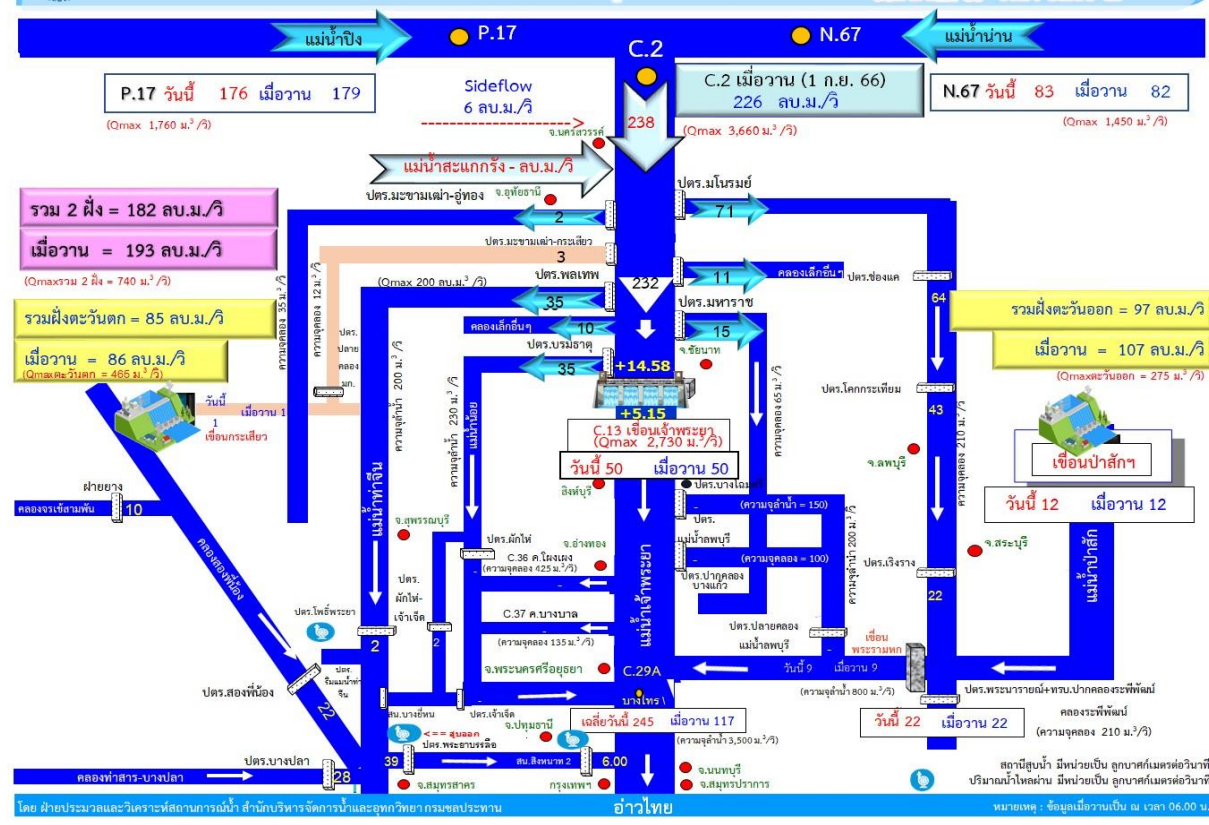 แม่น้ำปิง
P.17
C.2
N.67
แม่น้ำน่าน
P.17 วันนี้ 176 เมื่อวาน 179
(Qmax 1,760 ม.³/วิ)
Sideflow
6 ลบ.ม./วิ
238
C.2 เมื่อวาน (1 ก.ย. 66)
226 ลบ.ม./วิ
(Qmax 3,660 ม.³/วิ)
N.67 วันนี้ 83 เมื่อวาน 82
(Qmax 1,450 ม.³/วิ)
จ.นครสวรรค์
แม่น้ำสะแกกรัง - ลบ.ม./วิ
ปตร.มะขามเฒ่า-อู่ทอง
จ.อุทัยธานี
2
ปตร.มโนรมย์
71
รวม 2 ฝั่ง = 182 ลบ.ม./วิ
เมื่อวาน = 193 ลบ.ม./วิ
(Qmaxรวม 2 ฝั่ง = 740 ม.³/วิ)
ปตร.มะขามเฒ่า-กระเสียว
3
(Qmax 200 ลบ.ม./วิ)
ปตร.พลเทพ
35
232
11
คลองเล็กอื่นๆ
ปตร.ช่องแค
64
รวมฝั่งตะวันตก = 85 ลบ.ม./วิ
เมื่อวาน = 86 ลบ.ม./วิ
(Qmaxตะวันตก = 465 ม.³/วิ)
ความจุคลอง 35 ม.³/วิ
ความจุคลอง 12 ม.³/วิ
ปตร.
ปลาย
คลอง
มก.
คลองเล็กอื่นๆ
10
ปตร.มหาราช
15
รวมฝั่งตะวันออก = 97 ลบ.ม./วิ
เมื่อวาน = 107 ลบ.ม./วิ
(Qmaxตะวันออก = 275 ม.³/วิ)
ปตร.บรมธาตุ
35
จ.ชัยนาท
+14.58
+5.15
C.13 เขื่อนเจ้าพระยา
(Qmax 2,730 ม.³/วิ)
วันนี้ 50 เมื่อวาน 50
วันนี้
1
เมื่อวาน 1
เขื่อนกระเสียว
ความจุลำน้ำ 200 ม.³/วิ
ความจุลำน้ำ 230 ม.³/วิ
แม่น้ำน้อย
ความจุคลอง 65 ม.³/วิ
ปตร.โคกกระเทียม
43
ความจุคลอง 210 ม.³/วิ
จ.ลพบุรี
เขื่อนป่าสักฯ
วันนี้ 12 เมื่อวาน 12
ฝายยาง
คลองจรเข้สามพัน
10
แม่น้ำท่าจีน
จ.สุพรรณบุรี
สิงห์บุรี
ปตร.บางโฉมศรี
(ความจุลำน้ำ = 150)
ปตร.
แม่น้ำลพบุรี
(ความจุคลอง = 100)
ความจุลำน้ำ 200 ม.³/วิ
จ.สระบุรี
ปตร.เริงราง
22
แม่น้ำป่าสัก
คลองสองพี่น้อง
ปตร.ผักไห่
จ.อ่างทอง
C.36 ค.โผงเผง
(ความจุคลอง 425 ม.³/วิ)
ปตร.ปากคลอง
บางแก้ว
แม่น้ำเจ้าพระยา
ปตร.
ผักไห่-
เจ้าเจ็ด
2
C.37 ค.บางบาล
(ความจุคลอง 135 ม.³/วิ)
ปตร.ปลายคลอง
แม่น้ำลพบุรี
เขื่อน
พระรามหก
ปตร.โพธิ์พระยา
2
ปตร.
ริมแม่น้ำท่า
จีน
จ.พระนครศรีอยุธยา
C.29A
บางไทร
วันนี้ 9 เมื่อวาน 9
(ความจุลำน้ำ 800 ม.³/วิ)
ปตร.พระนารายณ์+ทรบ.ปากคลองระพีพัฒน์
ปตร.สองพี่น้อง
22
สน.บางยี่หน
ปตร.เจ้าเจ็ด
เฉลี่ยวันนี้ 245 เมื่อวาน 117
(ความจุลำน้ำ 3,500 ม.³/วิ)
วันนี้ 22 เมื่อวาน 22
คลองระพีพัฒน์
(ความจุคลอง 210 ม.³/วิ)
<== สูบออก
จ.ปทุมธานี
ปตร.พระยาบรรลือ
39
สน.สิงหนาท 2
6.00
ปตร.บางปลา
คลองท่าสาร-บางปลา
28
จ.สมุทรสาคร
กรุงเทพฯ
จ.นนทบุรี
จ.สมุทรปราการ
สถานีสูบน้ำ มีหน่วยเป็น ลูกบาศก์เมตรต่อวินาที
ปริมาณน้ำไหลผ่าน มีหน่วยเป็น ลูกบาศก์เมตรต่อวินาที
โดย ฝ่ายประมวลและวิเคราะห์สถานการณ์น้ำ สำนักบริหารจัดการน้ำและอุทกวิทยา กรมชลประทาน
อ่าวไทย
หมายเหตุ : ข้อมูลเมื่อวานเป็น ณ เวลา 06.00 น.